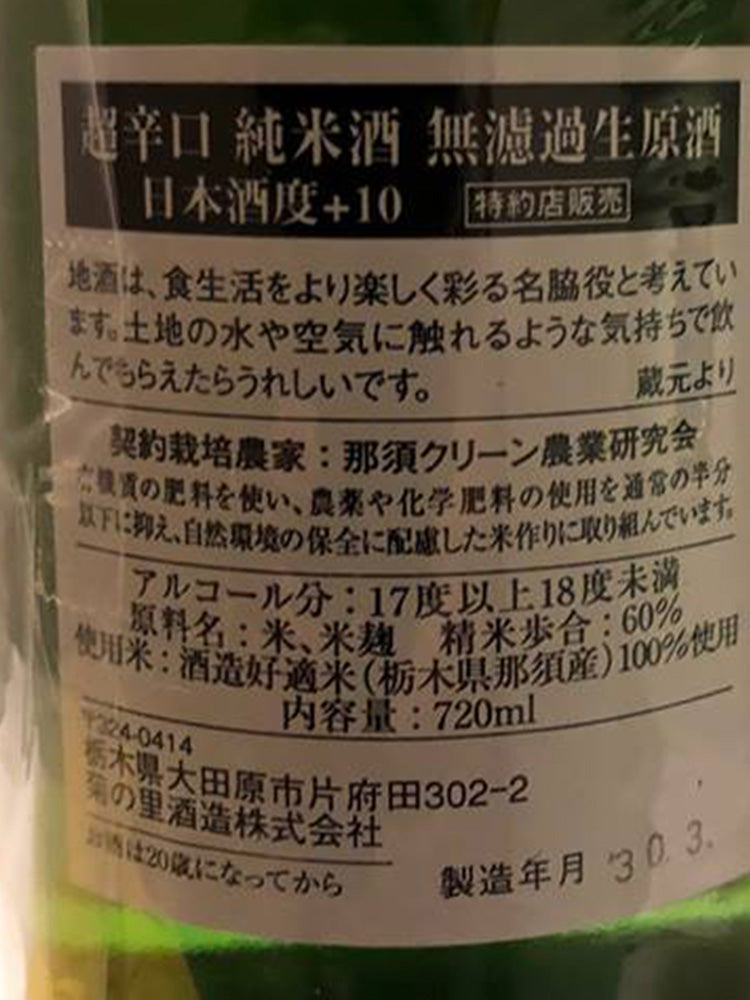 超辛口 純米酒 無濾過生原酒
日本酒度+10 特約店販売
地酒は、食生活をより楽しく彩る名脇役と考えてい
ます。土地の水や空気に触れるような気持ちで飲
んでもらえたらうれしいです。 蔵元より
契約栽培農家：那須クリーン農業研究会
有機質の肥料を使い、農薬や化学肥料の使用を通常の半分
以下に抑え、自然環境の保全に配慮した米作りに取り組んでいます。
アルコール分：17度以上18度未満
原料名：米、米麹 精米歩合：60%
使用米：酒造好適米(栃木県那須産)100%使用
内容量：720ml
〒324-0414
栃木県大田原市片府田302-2
菊の里酒造株式会社
お酒は20歳になってから
製造年月 30.3.